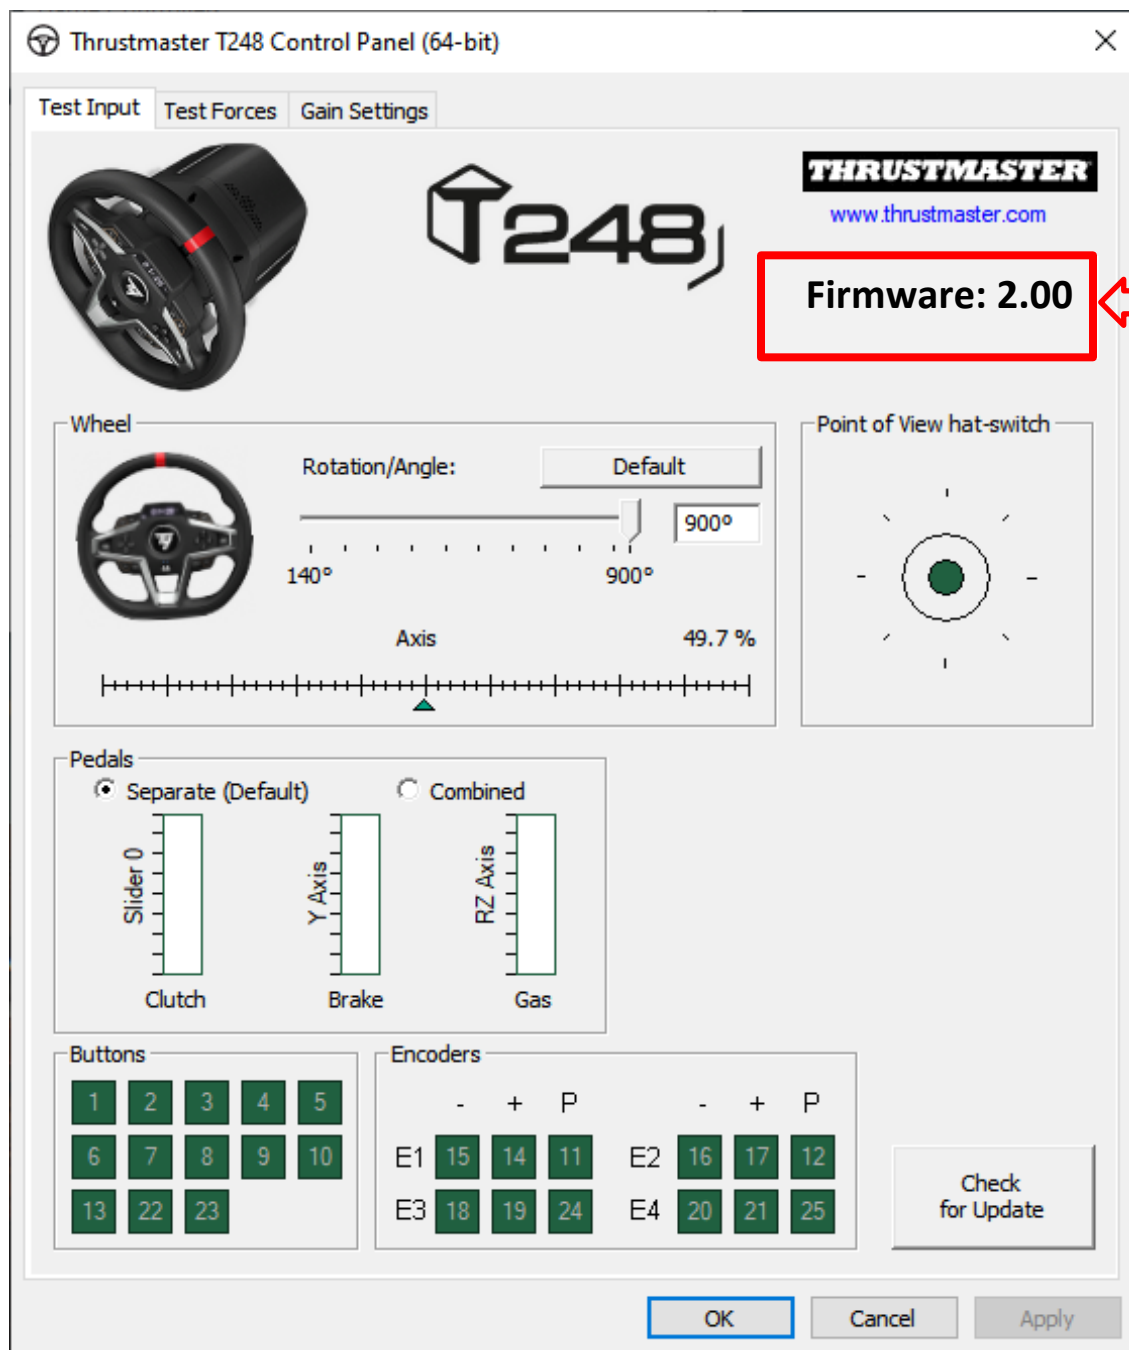 Thrustmaster T248 Control Panel (64-bit)
Test Input Test Forces Gain Settings
T248
THRUSTMASTER
www.thrustmaster.com
Firmware: 2.00
Wheel
Rotation/Angle: Default
900°
140° 900°
Axis 49.7 %
Point of View hat-switch
Pedals
Separate (Default) Combined
Slider 0 Y Axis RZ Axis
Clutch Brake Gas
Buttons
1 2 3 4 5
6 7 8 9 10
13 22 23
Encoders
- + P - + P
E1 15 14 11 E2 16 17 12
E3 18 19 24 E4 20 21 25
Check
for Update
OK Cancel Apply